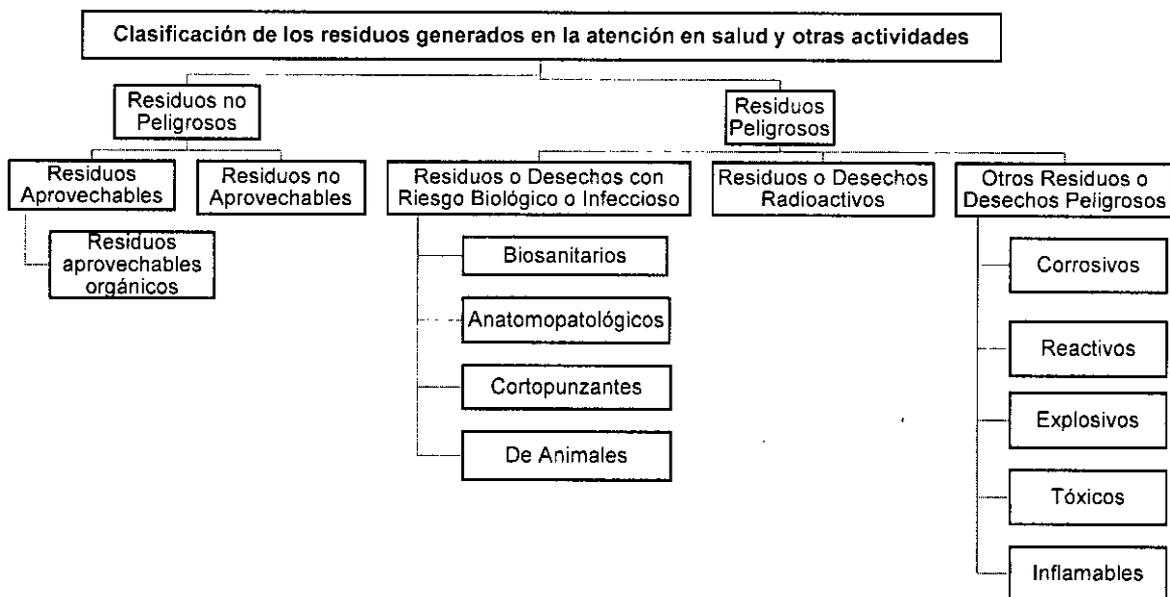 Clasificación de los residuos generados en la atención en salud y otras actividades
Residuos no
Peligrosos
Residuos
Peligrosos
Residuos
Aprovechables
Residuos no
Aprovechables
Residuos o Desechos con
Riesgo Biológico o Infeccioso
Residuos o Desechos
Radioactivos
Otros Residuos o
Desechos Peligrosos
Residuos
aprovechables
orgánicos
Biosanitarios
Anatomopatológicos
Cortopunzantes
De Animales
Corrosivos
Reactivos
Explosivos
Tóxicos
Inflamables